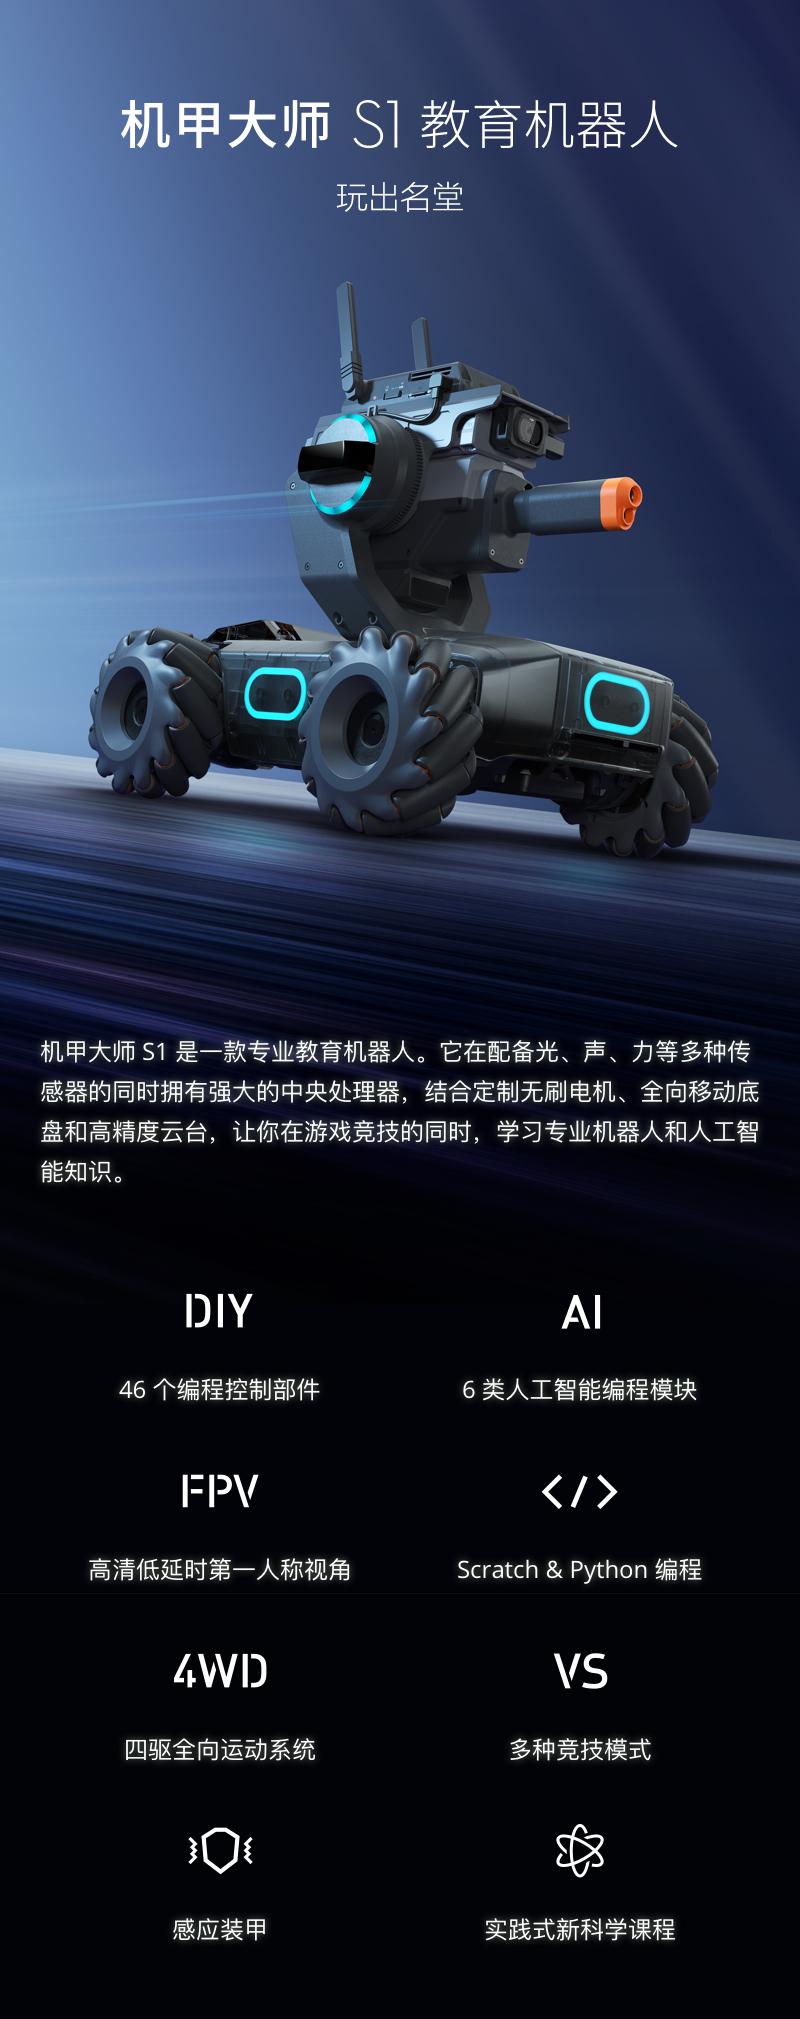 机甲大师 S1 教育机器人
玩出名堂
机甲大师 S1 是一款专业教育机器人。它在配备光、声、力等多种传
感器的同时拥有强大的中央处理器，结合定制无刷电机、全向移动底
盘和高精度云台，让你在游戏竞技的同时，学习专业机器人和人工智
能知识。
DIY
AI
46 个编程控制部件
6 类人工智能编程模块
FPV
</>
高清低延时第一人称视角
Scratch & Python 编程
4WD
VS
四驱全向运动系统
多种竞技模式
感应装甲
实践式新科学课程